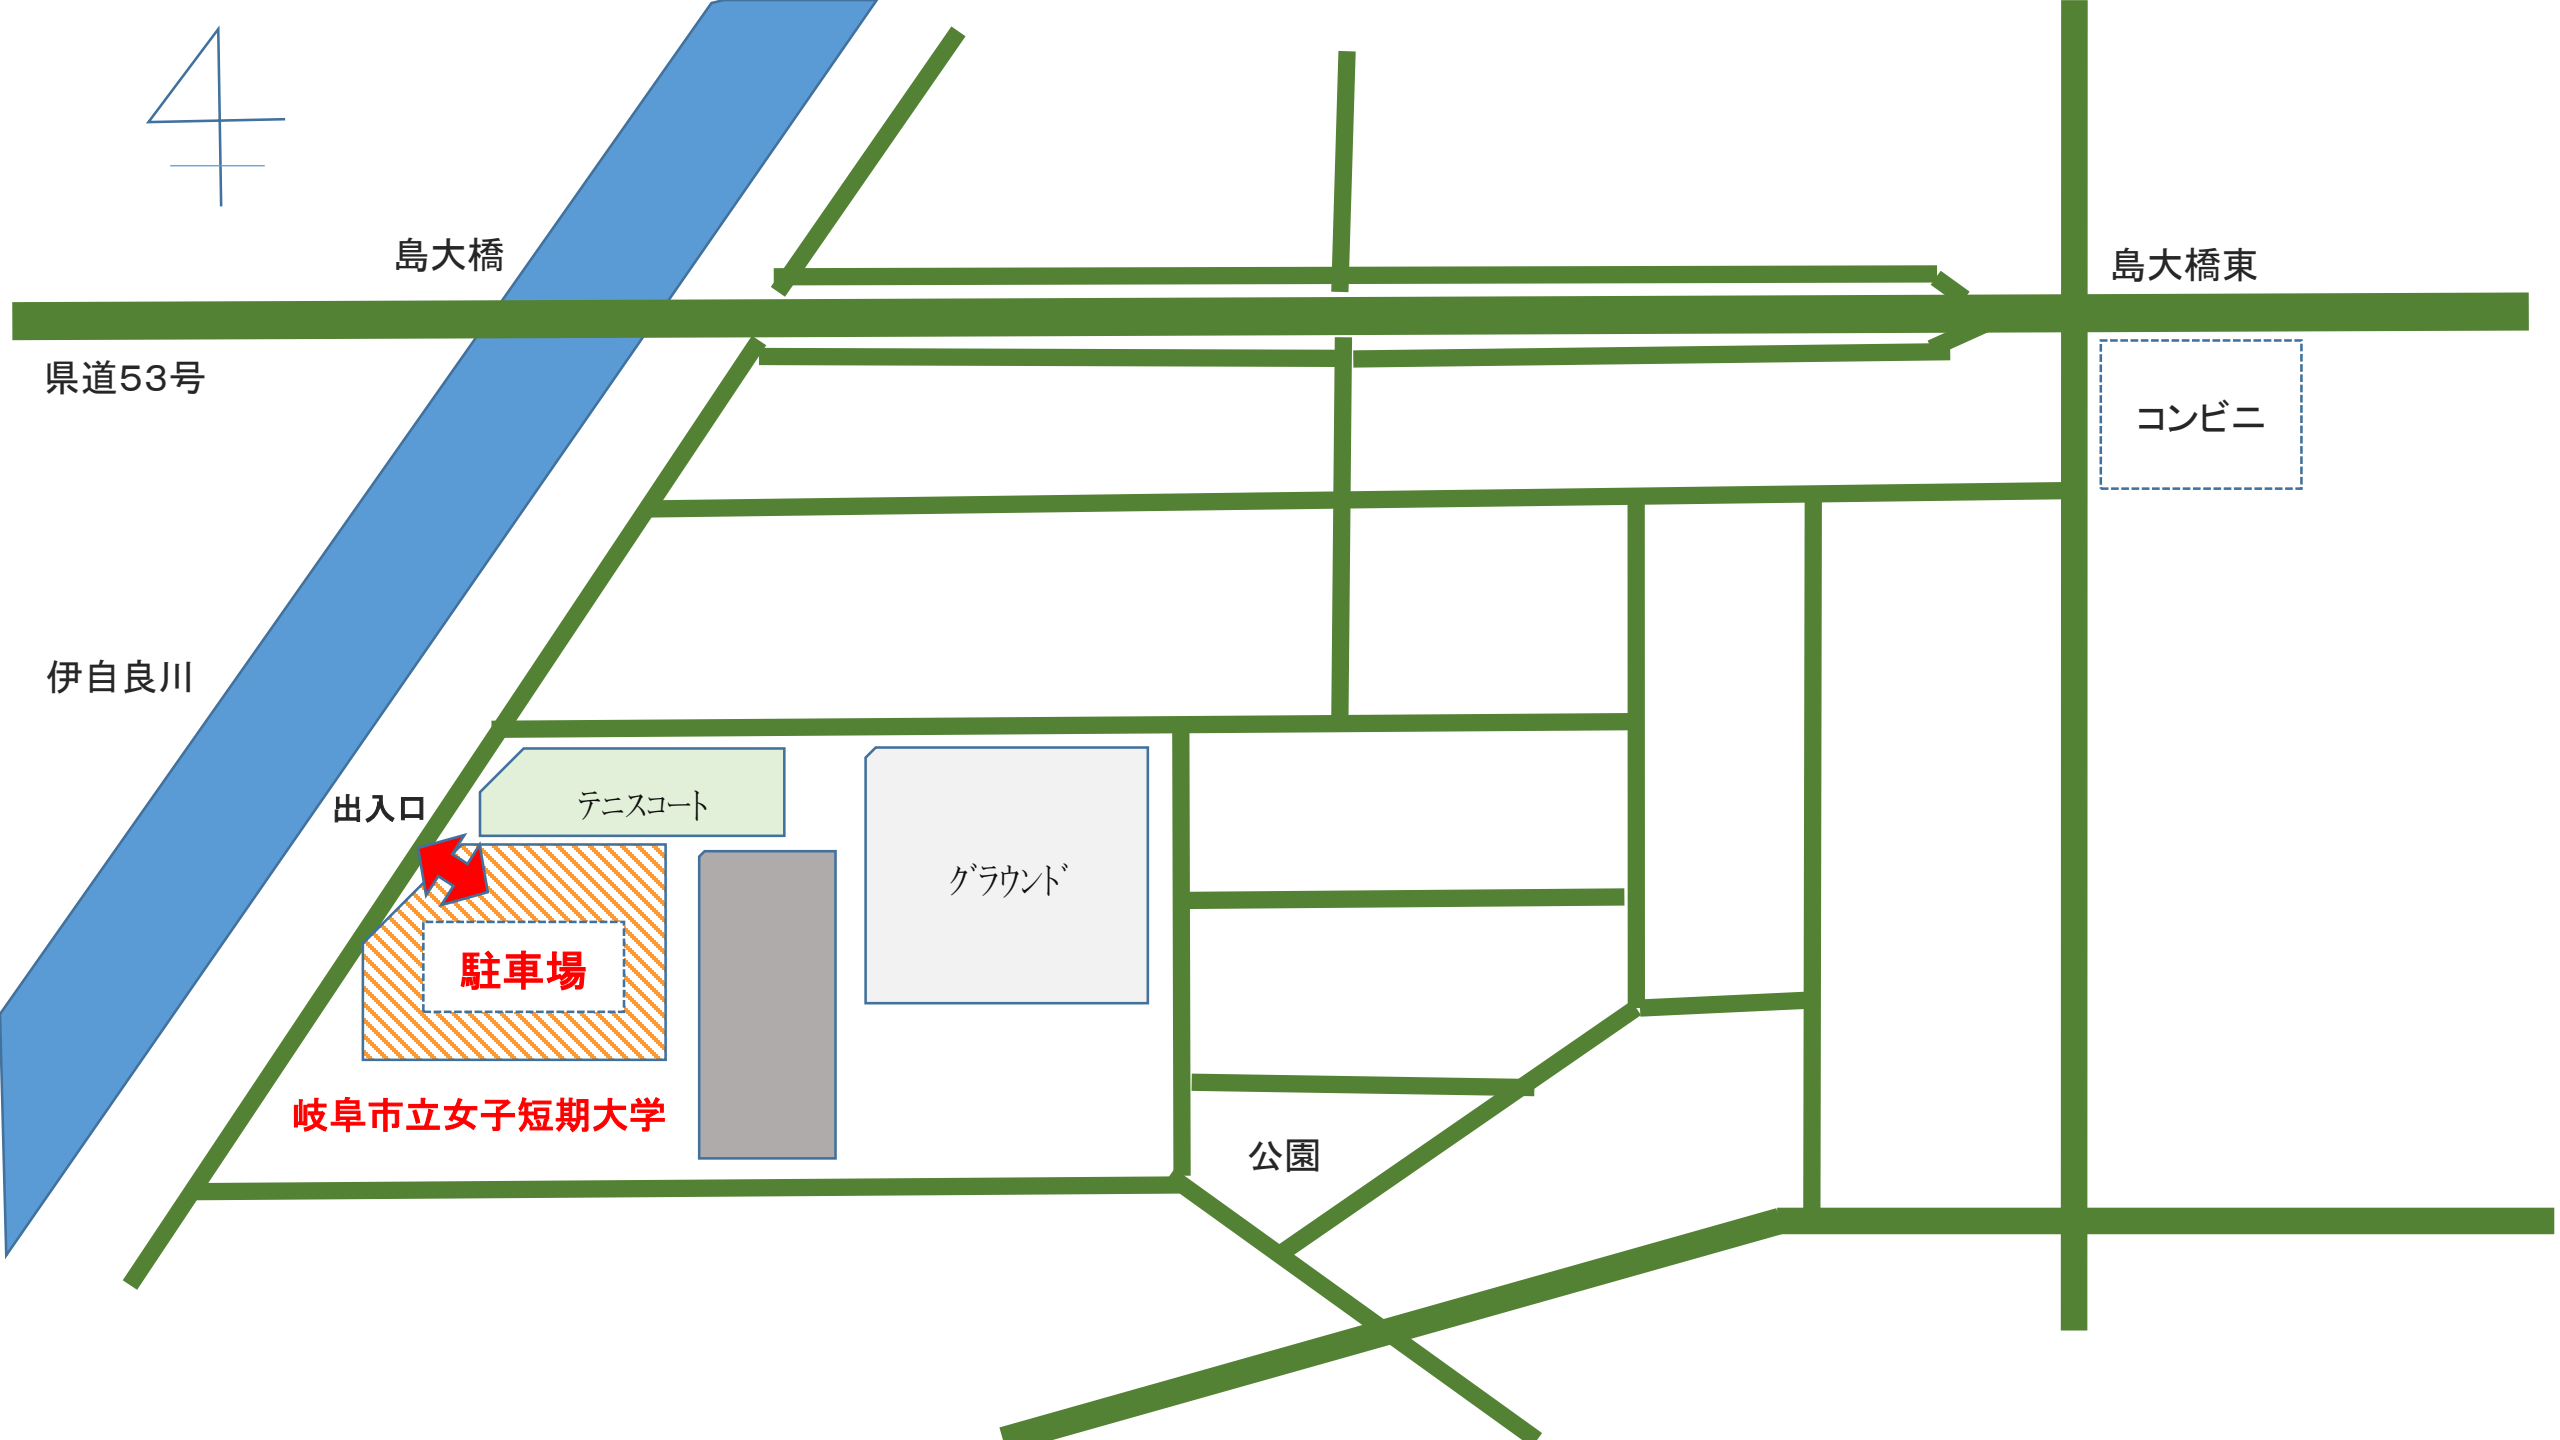 島大橋
島大橋東
県道53号
コンビニ
伊自良川
出入口
テニスコート
グラウンド
駐車場
岐阜市立女子短期大学
公園